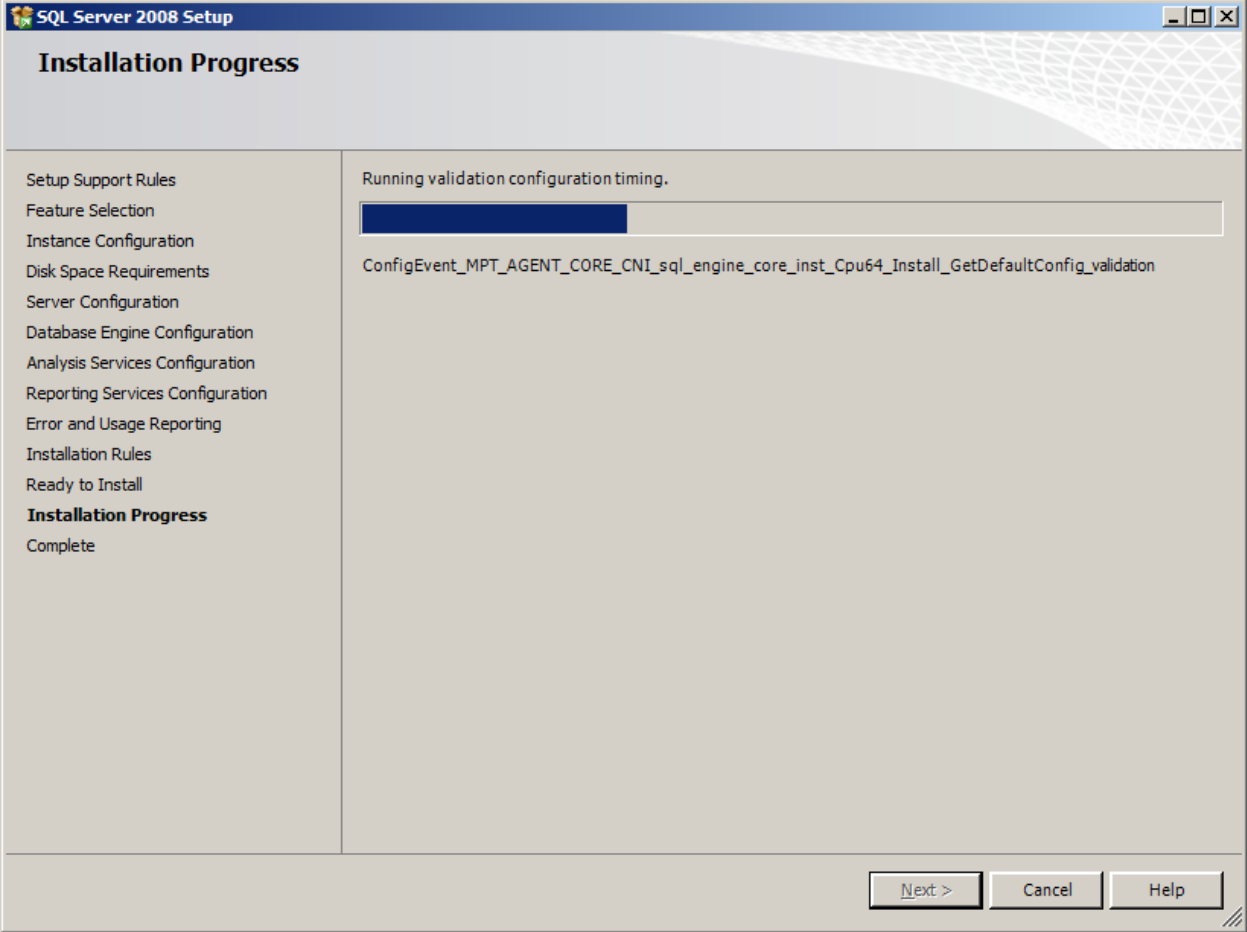 SQL Server 2008 Setup
Installation Progress
Setup Support Rules
Feature Selection
Instance Configuration
Disk Space Requirements
Server Configuration
Database Engine Configuration
Analysis Services Configuration
Reporting Services Configuration
Error and Usage Reporting
Installation Rules
Ready to Install
Installation Progress
Complete
Running validation configuration timing.
ConfigEvent_MPT_AGENT_CORE_CNI_sql_engine_core_inst_Cpu64_Install_GetDefaultConfig_validation
Next > Cancel Help